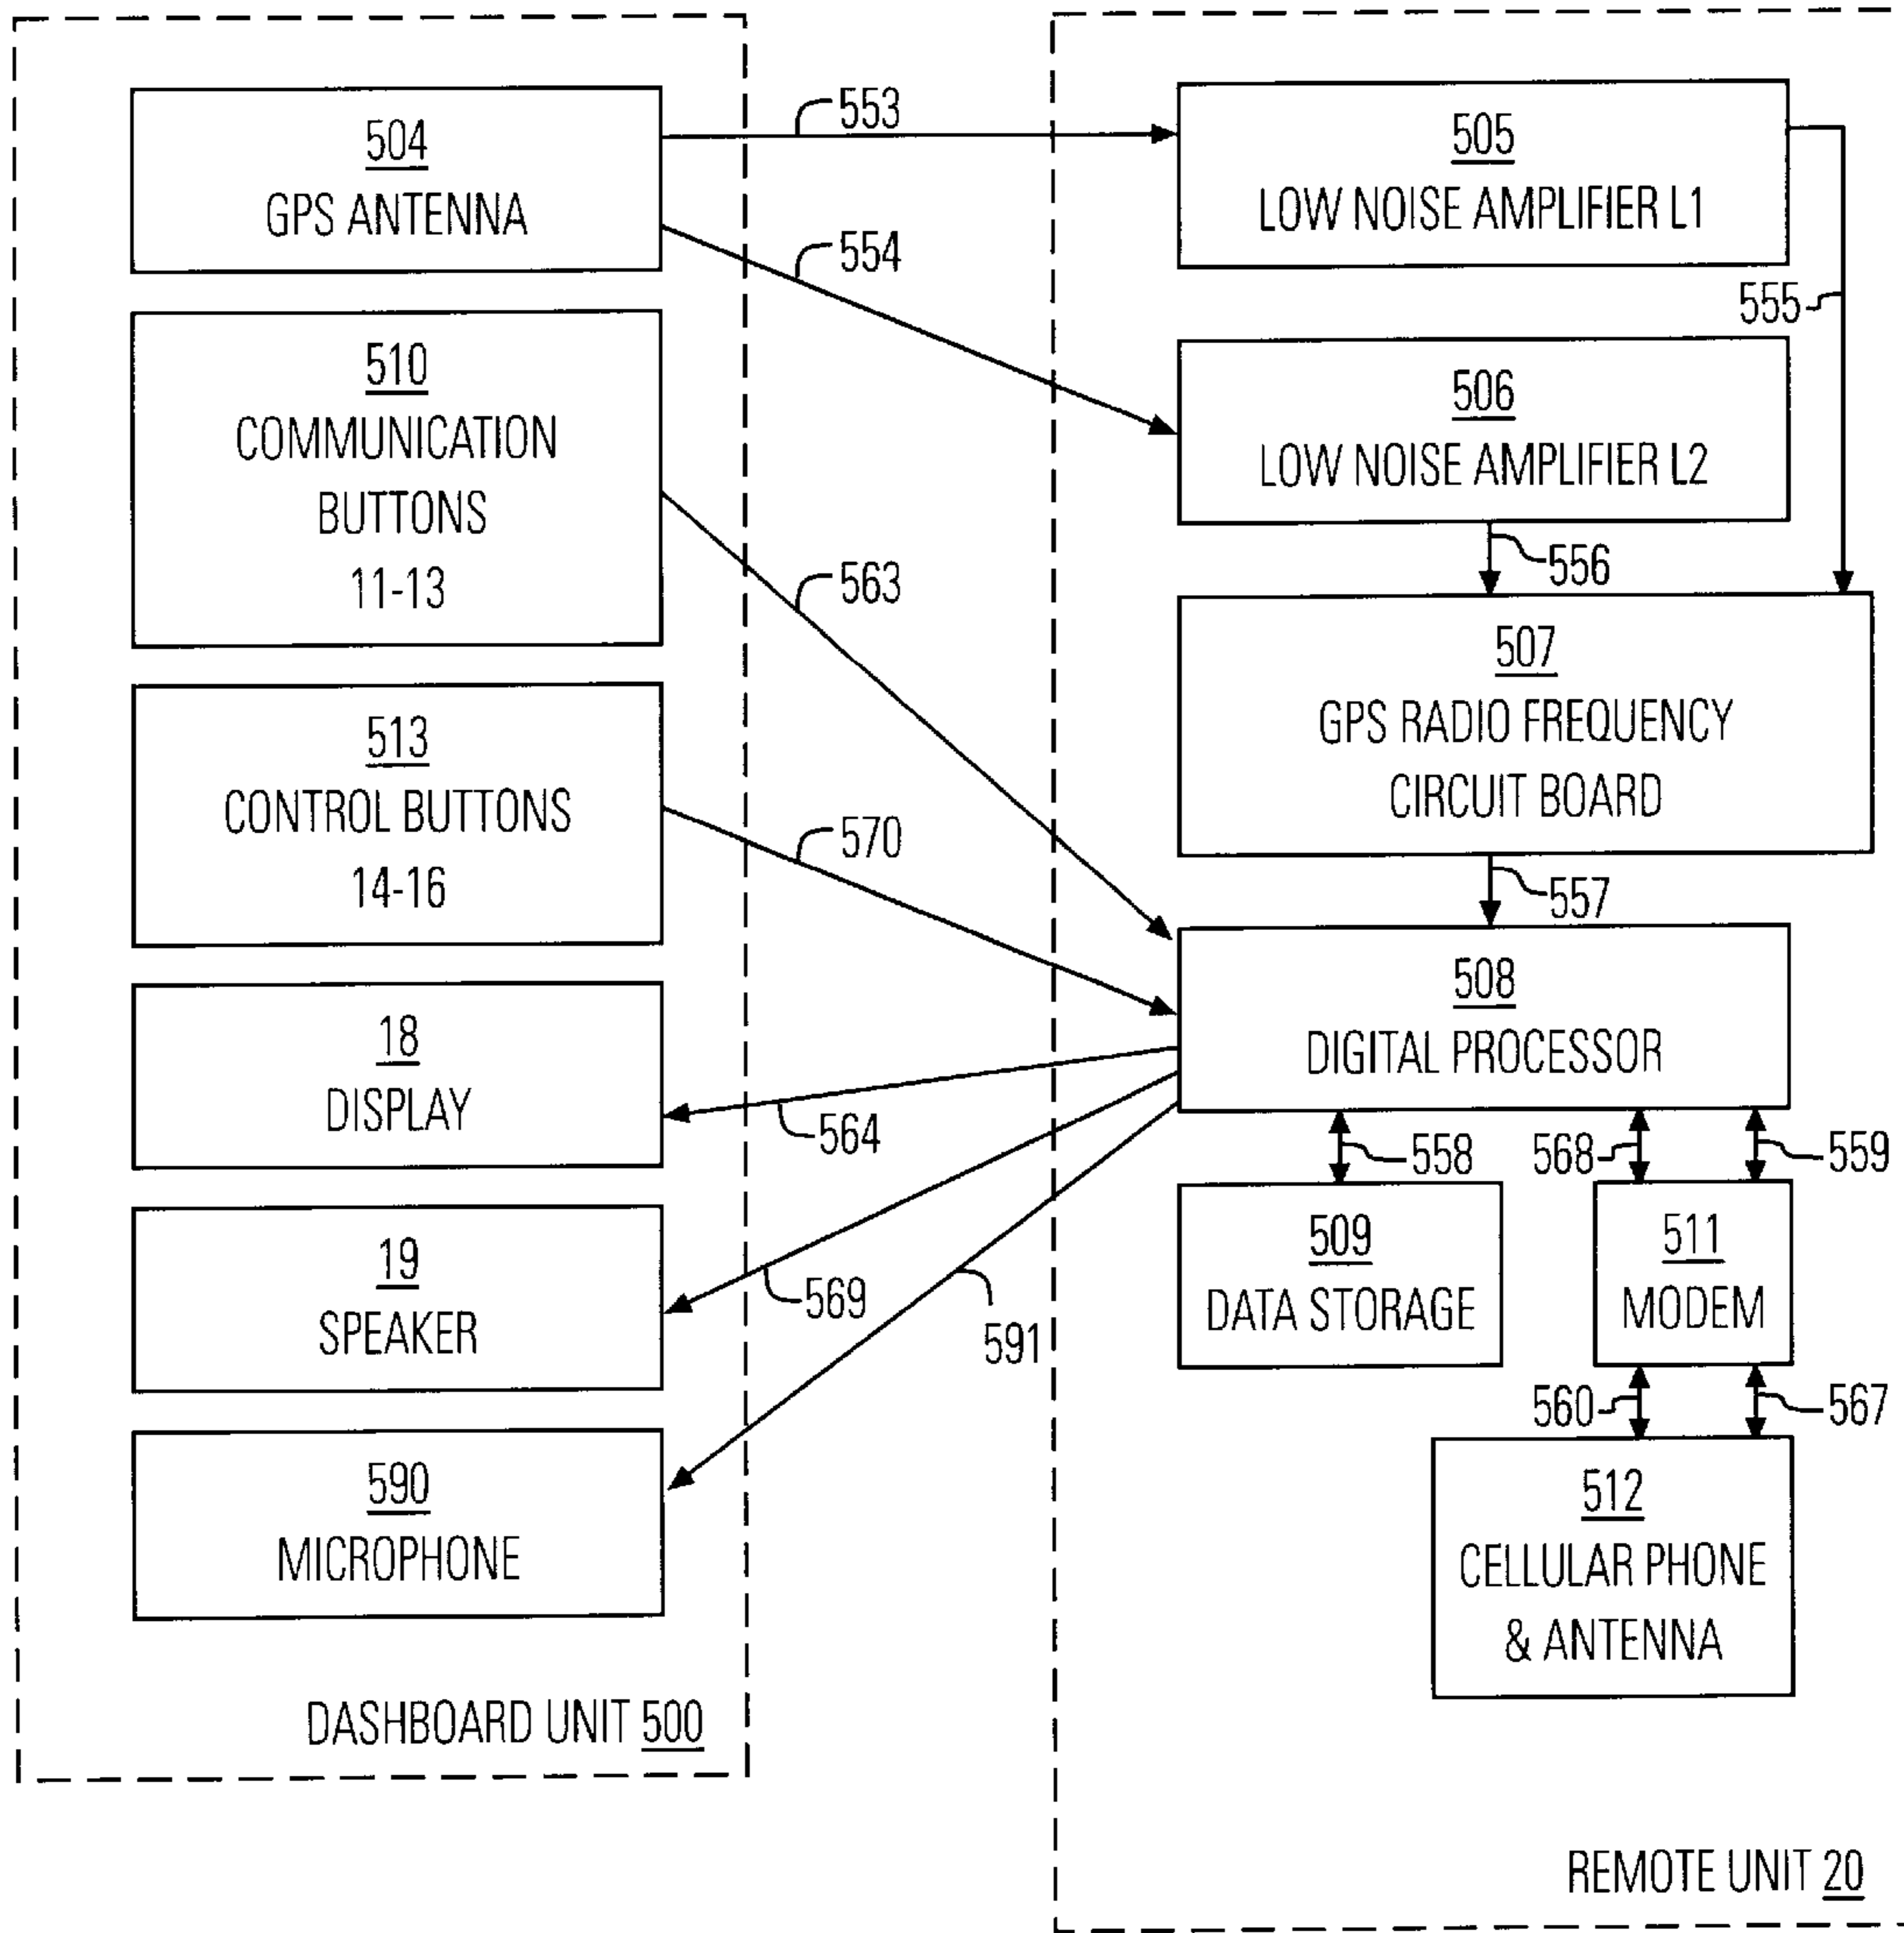 504
GPS ANTENNA
510
COMMUNICATION
BUTTONS
11-13
513
CONTROL BUTTONS
14-16
18
DISPLAY
19
SPEAKER
590
MICROPHONE
DASHBOARD UNIT 500
553
554
563
570
564
569
591
505
LOW NOISE AMPLIFIER L1
555
506
LOW NOISE AMPLIFIER L2
556
507
GPS RADIO FREQUENCY
CIRCUIT BOARD
557
508
DIGITAL PROCESSOR
558
568
559
509
DATA STORAGE
511
MODEM
560
567
512
CELLULAR PHONE
& ANTENNA
REMOTE UNIT 20